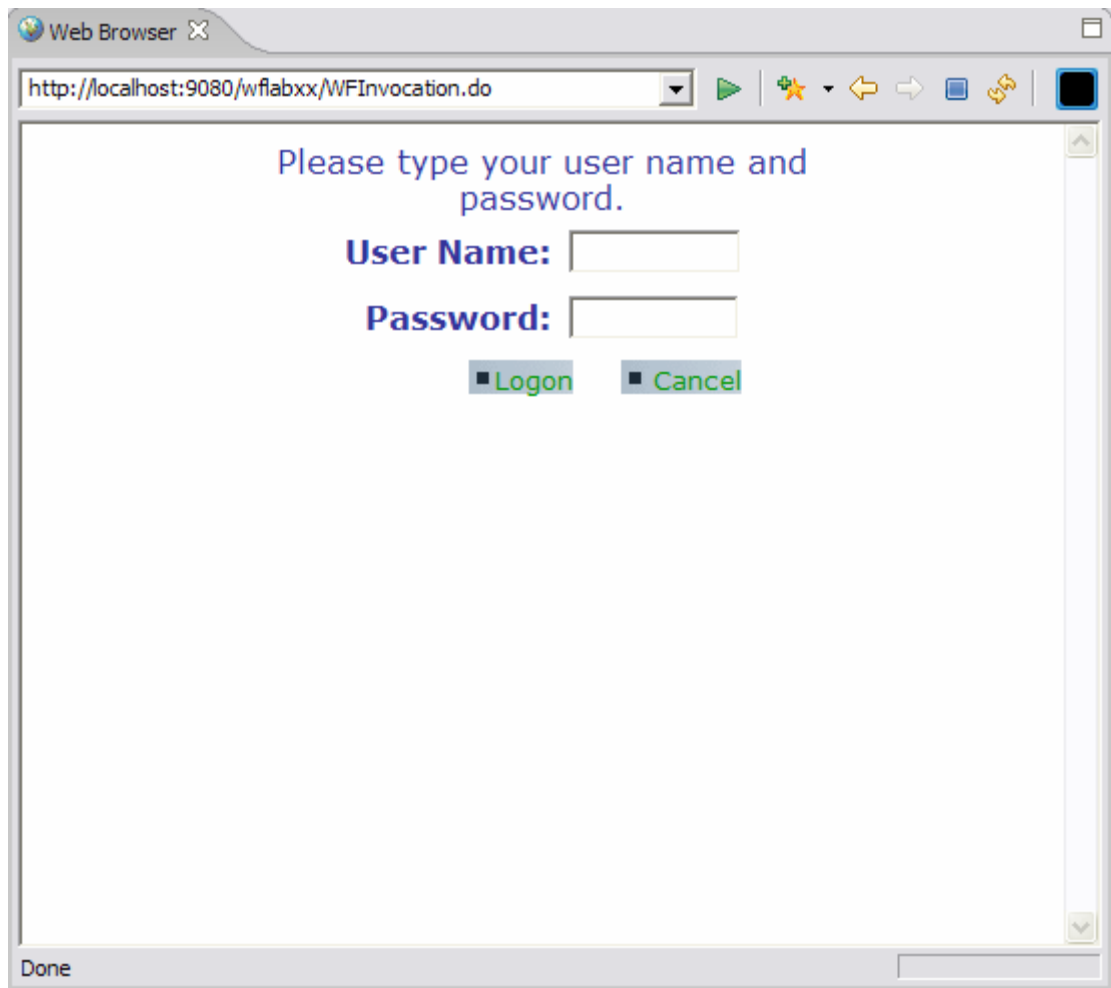 Web Browser
http://localhost:9080/wflabxx/WFInvocation.do
Please type your user name and
password.
User Name:
Password:
Logon Cancel
Done